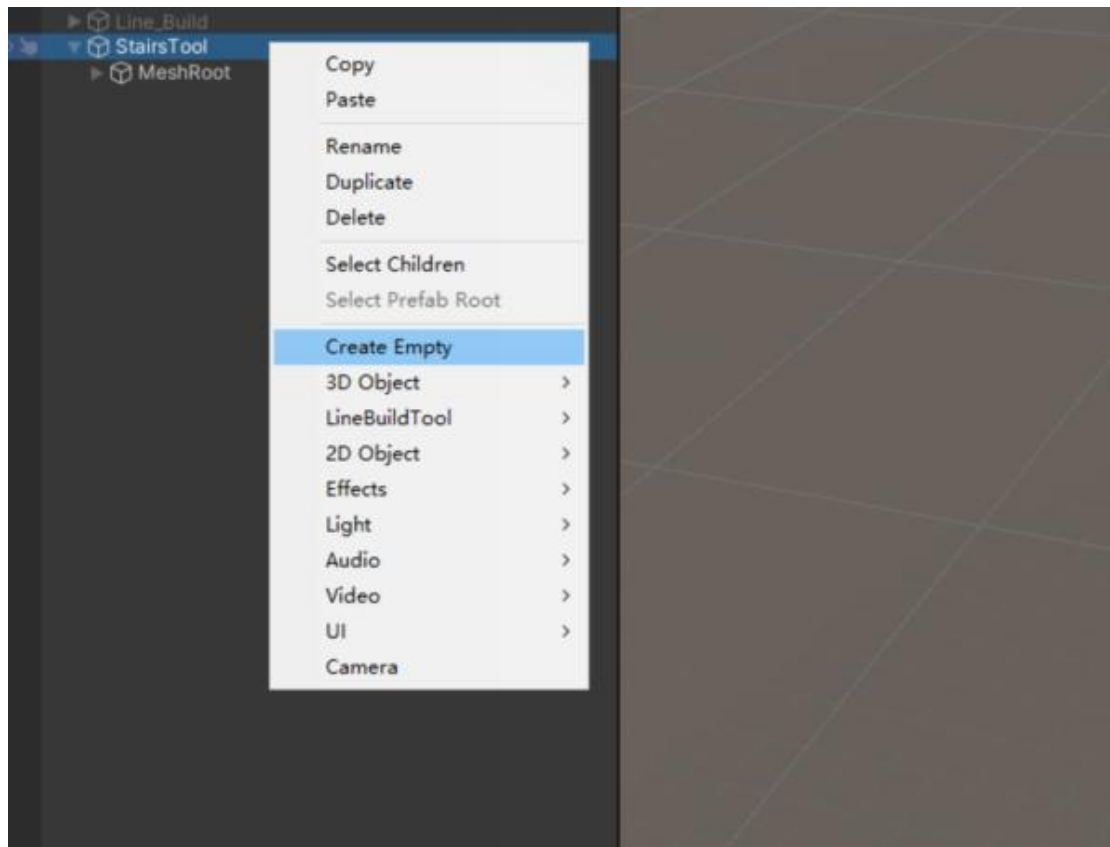 Line_Build
StairsTool
MeshRoot
Copy
Paste
Rename
Duplicate
Delete
Select Children
Select Prefab Root
Create Empty
3D Object
LineBuildTool
2D Object
Effects
Light
Audio
Video
UI
Camera